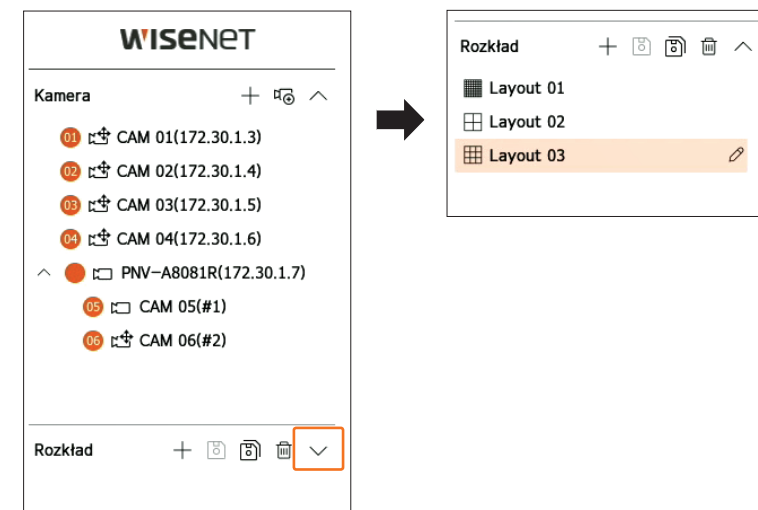 WISENET
Kamera
01 CAM 01(172.30.1.3)
02 CAM 02(172.30.1.4)
03 CAM 03(172.30.1.5)
04 CAM 04(172.30.1.6)
PNV-A8081R(172.30.1.7)
05 CAM 05(#1)
06 CAM 06(#2)
Rozkład
Rozkład
Layout 01
Layout 02
Layout 03